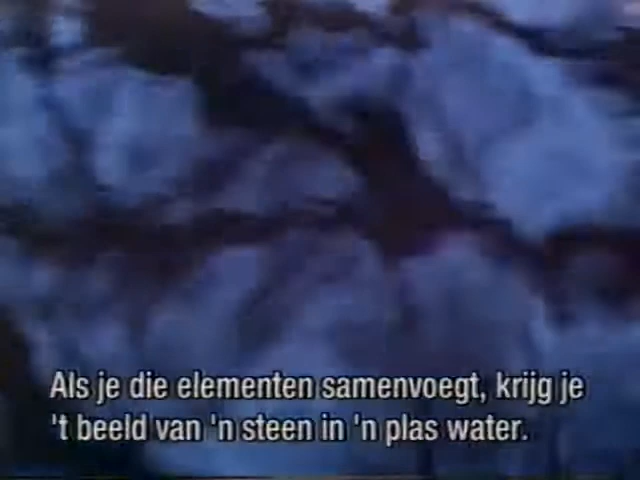 Als je die elementen samenvoegt, krijg je
't beeld van 'n steen in 'n plas water.